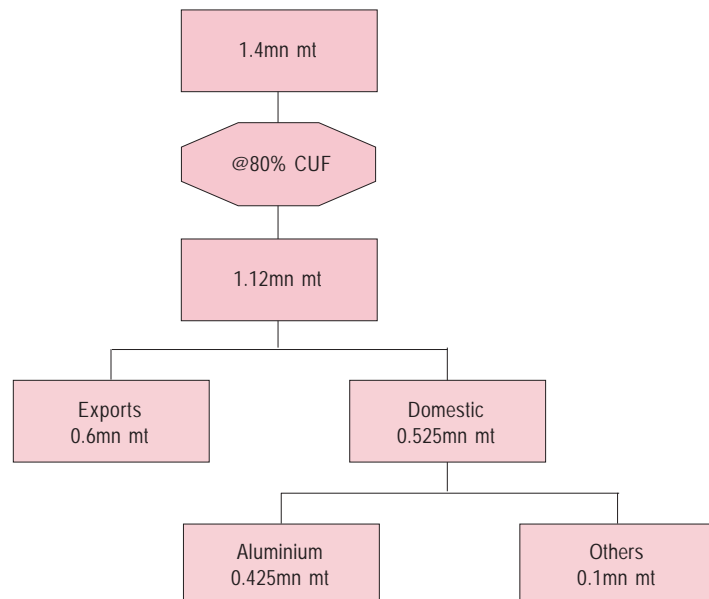 1.4mn mt
@80% CUF
1.12mn mt
Exports
0.6mn mt
Domestic
0.525mn mt
Aluminium
0.425mn mt
Others
0.1mn mt